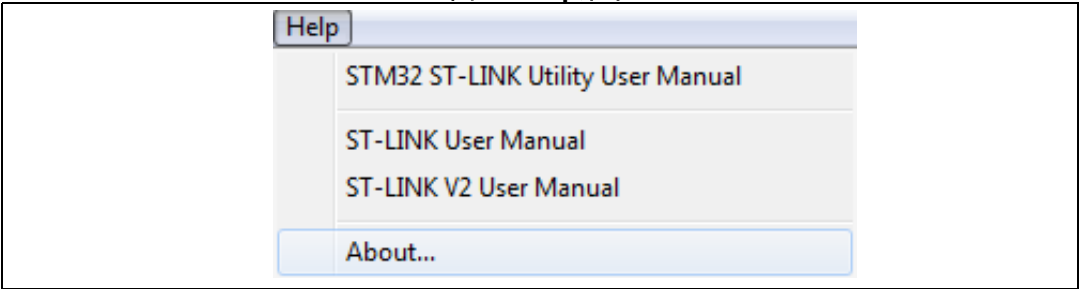 Help
STM32 ST-LINK Utility User Manual
ST-LINK User Manual
ST-LINK V2 User Manual
About...